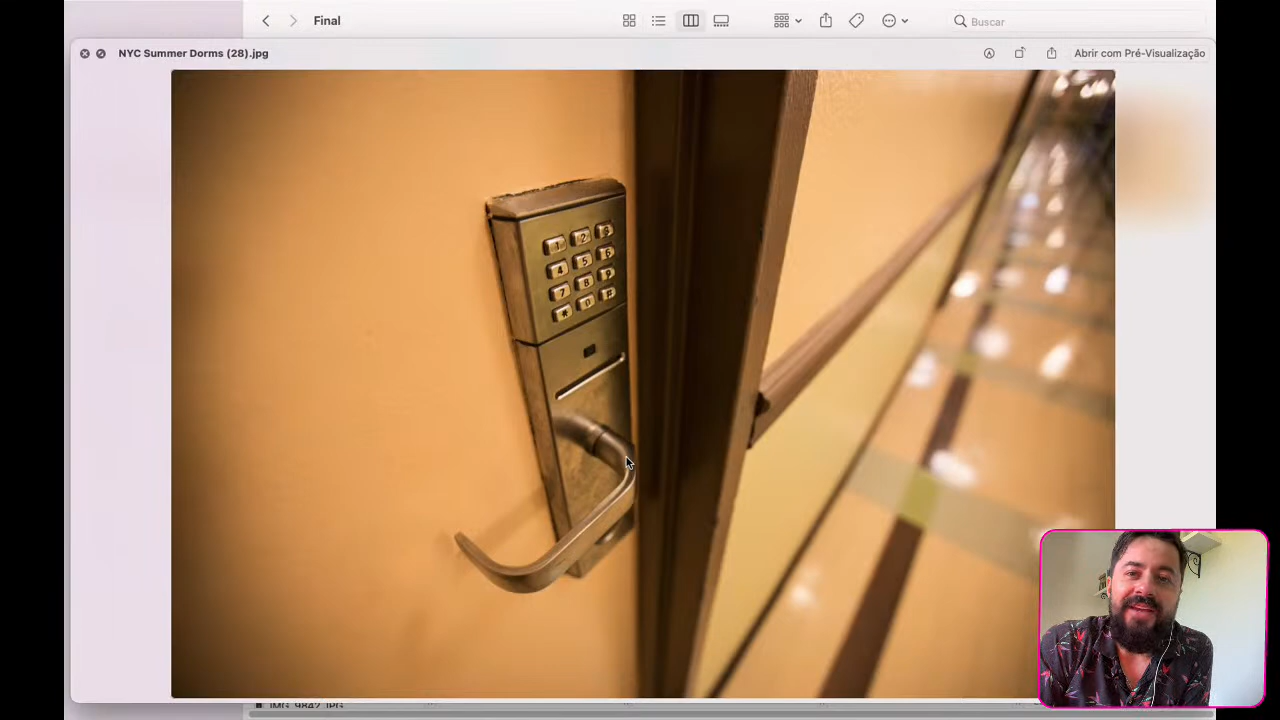 Final
Buscar
NYC Summer Dorms (28).jpg
Abrir com Pré-Visualização
1 2 3
4 5 6
7 8 9
* 0 #